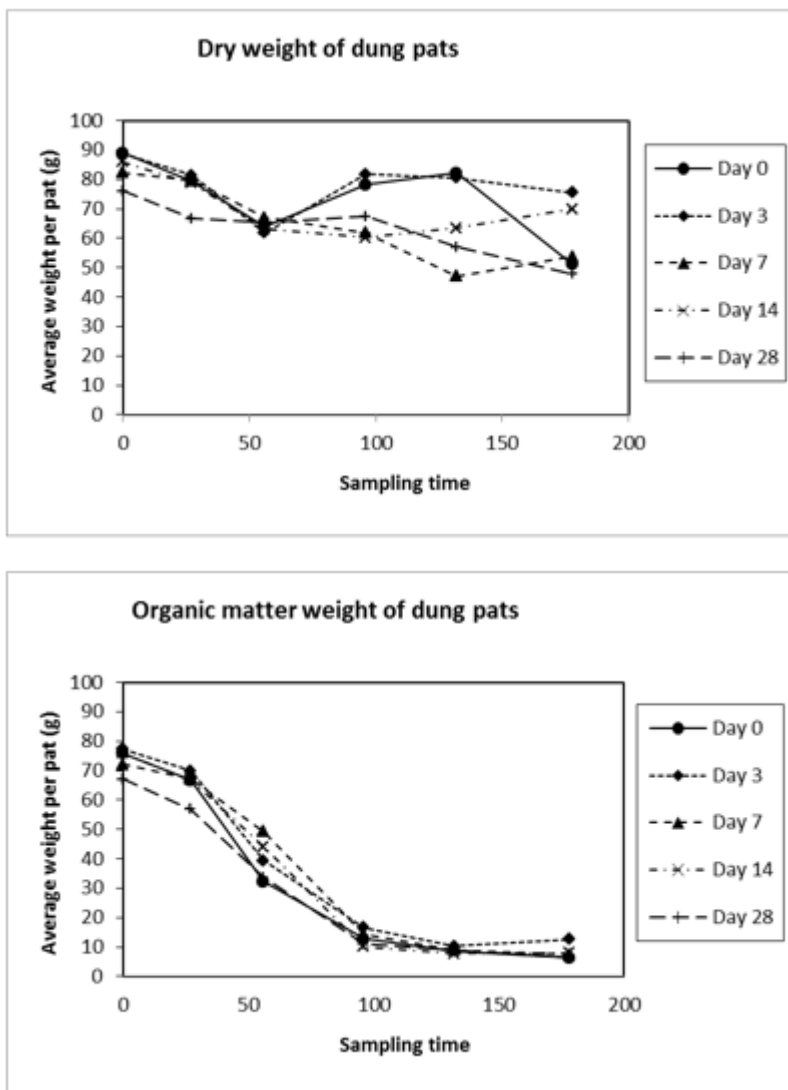 Dry weight of dung pats
Average weight per pat (g)
100
90
80
70
60
50
40
30
20
10
0
0 50 100 150 200
Sampling time
Day 0
Day 3
Day 7
Day 14
Day 28
Organic matter weight of dung pats
Average weight per pat (g)
100
90
80
70
60
50
40
30
20
10
0
0 50 100 150 200
Sampling time
Day 0
Day 3
Day 7
Day 14
Day 28